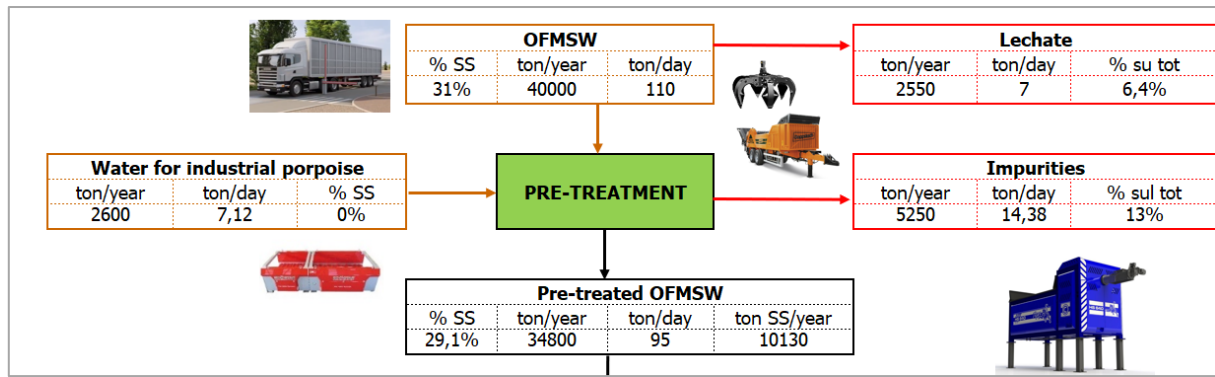 OFMSW
% SS ton/year ton/day
31% 40000 110
Lechate
ton/year ton/day % su tot
2550 7 6,4%
Water for industrial porpoise
ton/year ton/day % SS
2600 7,12 0%
PRE-TREATMENT
Impurities
ton/year ton/day % sul tot
5250 14,38 13%
Pre-treated OFMSW
% SS ton/year ton/day ton SS/year
29,1% 34800 95 10130